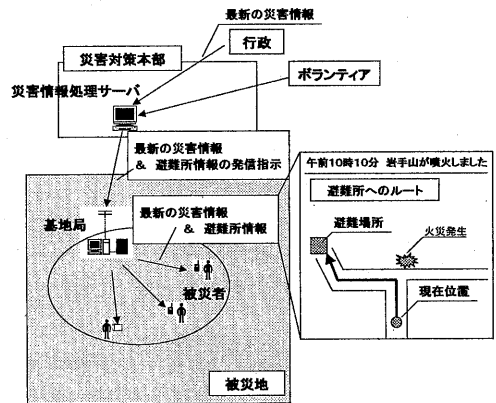 最新の災害情報
行政
災害対策本部
ボランティア
災害情報処理サーバ
最新の災害情報
& 避難所情報の発信指示
午前10時10分 岩手山が噴火しました
避難所へのルート
基地局
最新の災害情報
& 避難所情報
避難場所
火災発生
被災者
現在位置
被災地